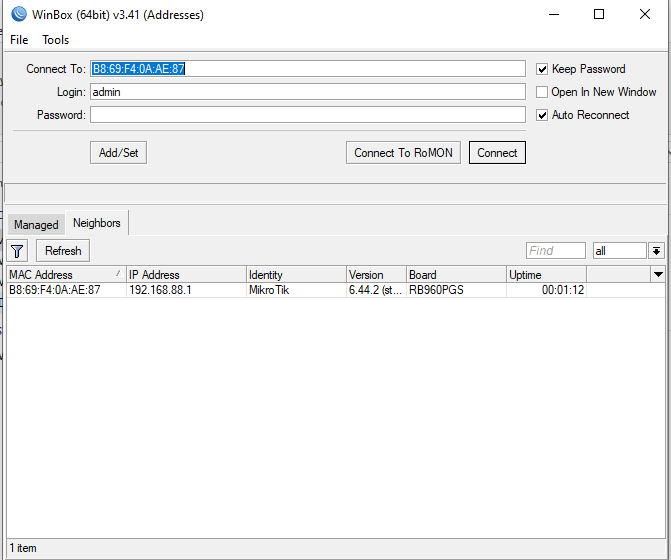 WinBox (64bit) v3.41 (Addresses)
File Tools
Connect To: B8:69:F4:0A:AE:87 Keep Password
Login: admin Open In New Window
Password: Auto Reconnect
Add/Set Connect To RoMON Connect
Managed Neighbors
Refresh Find all
MAC Address IP Address Identity Version Board Uptime
B8:69:F4:0A:AE:87 192.168.88.1 MikroTik 6.44.2 (st... RB960PGS 00:01:12
1 item